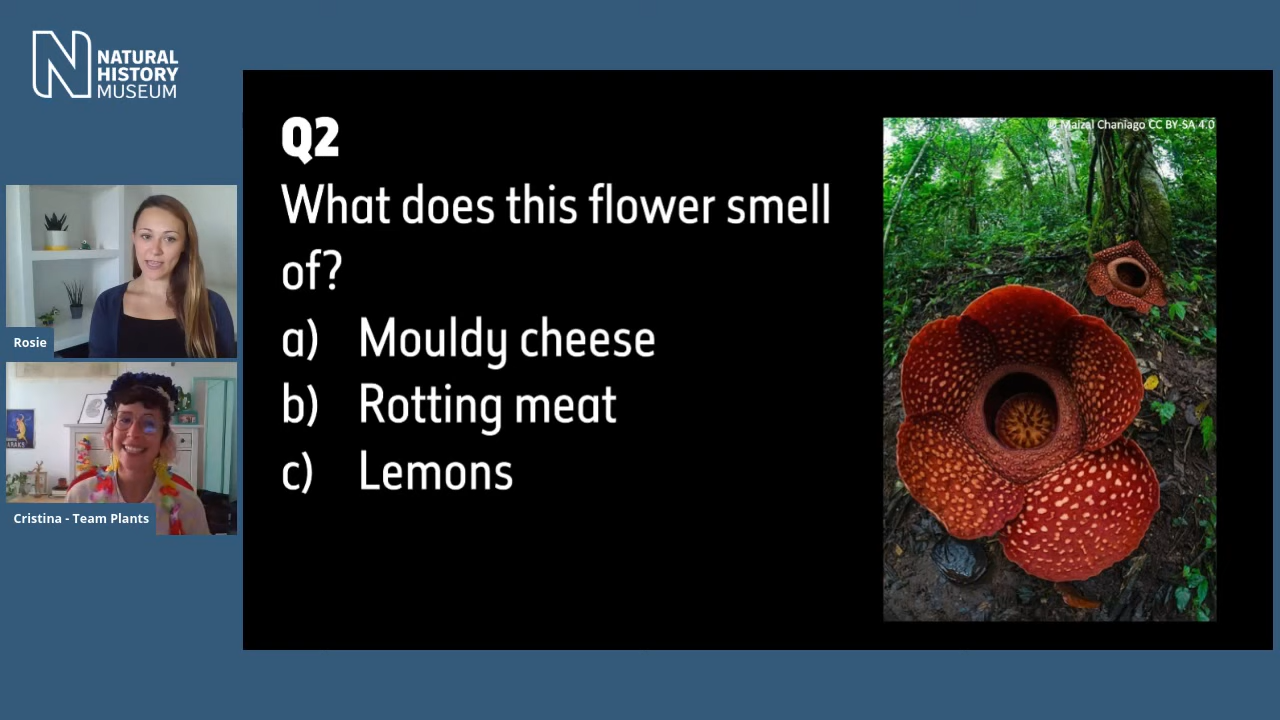 NATURAL
HISTORY
MUSEUM
Rosie
Cristina - Team Plants
Q2
What does this flower smell
of?
a) Mouldy cheese
b) Rotting meat
c) Lemons
© Maizal Chaniago CC BY-SA 4.0